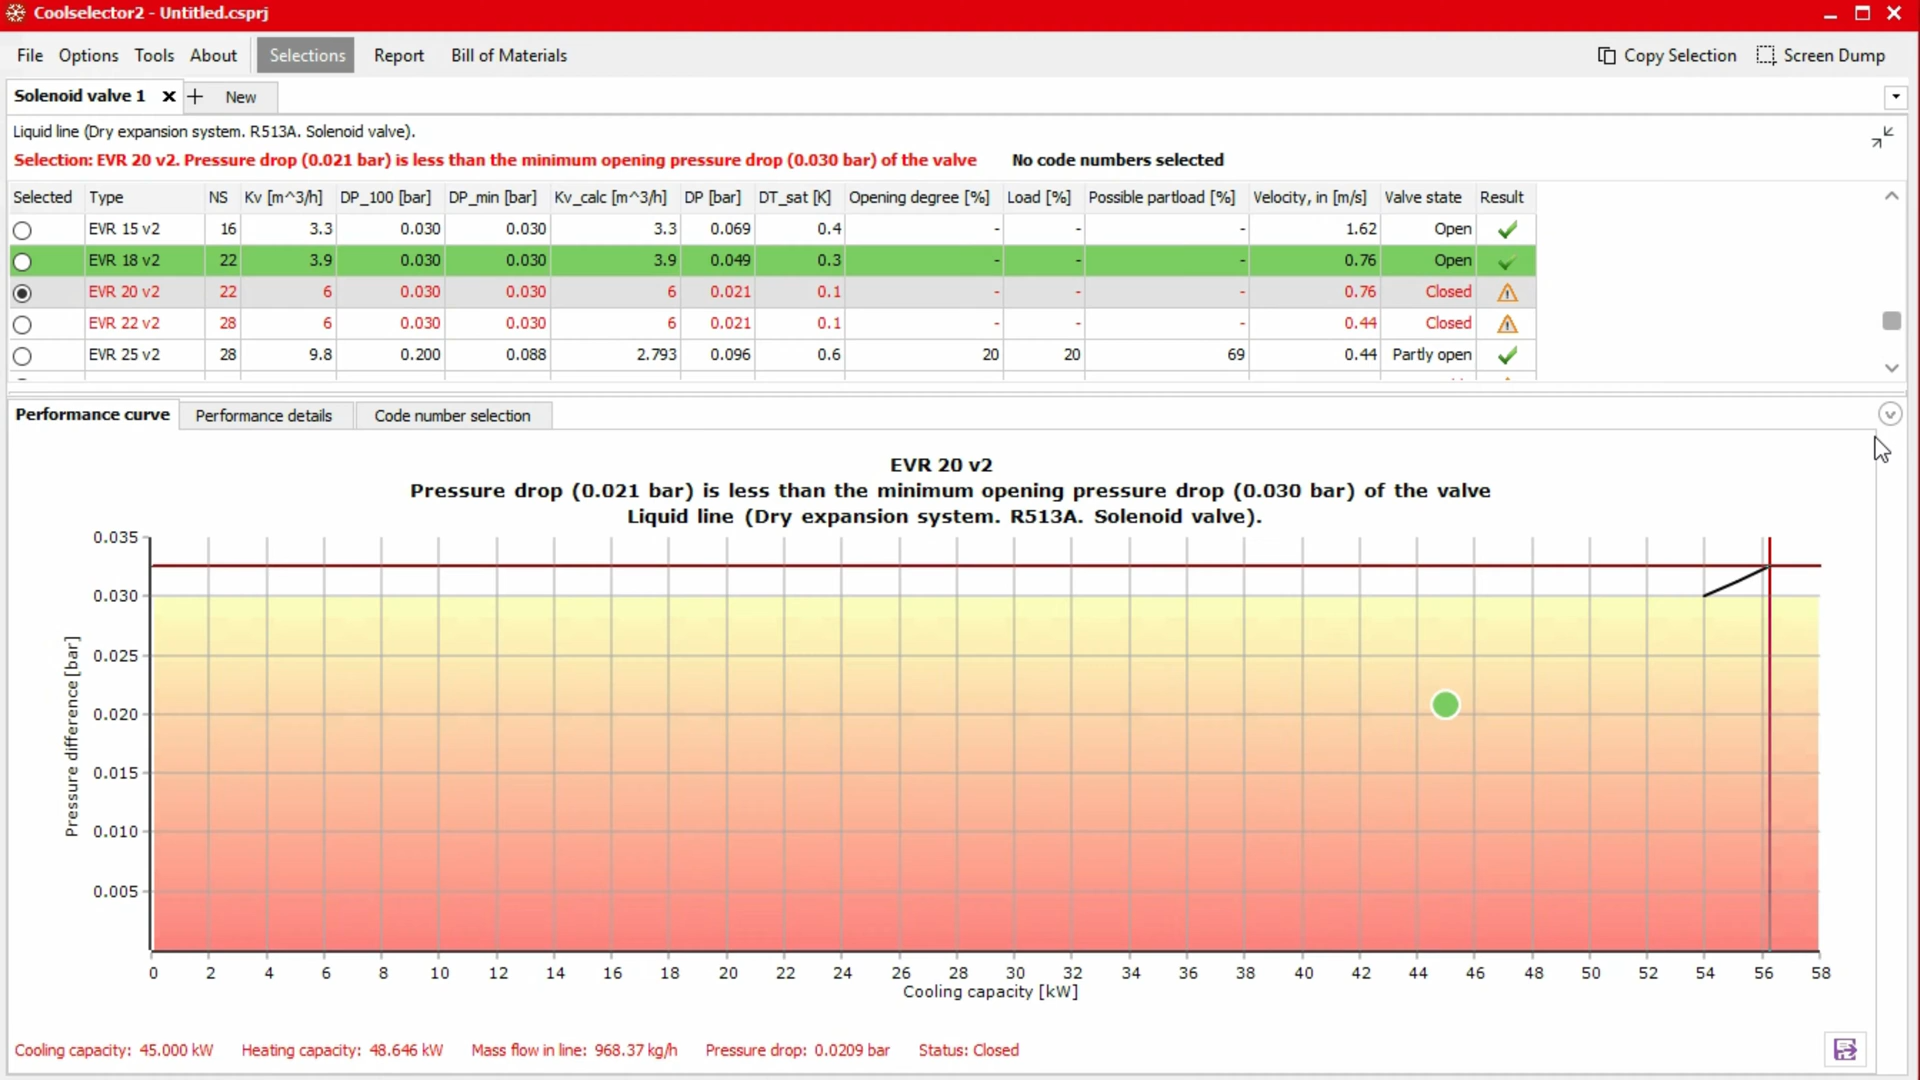 Coolselector2 - Untitled.csprj
File Options Tools About Selections Report Bill of Materials Copy Selection Screen Dump
Solenoid valve 1 x + New
Liquid line (Dry expansion system. R513A. Solenoid valve).
Selection: EVR 20 v2. Pressure drop (0.021 bar) is less than the minimum opening pressure drop (0.030 bar) of the valve No code numbers selected
Selected Type NS Kv [m^3/h] DP_100 [bar] DP_min [bar] Kv_calc [m^3/h] DP [bar] DT_sat [K] Opening degree [%] Load [%] Possible partload [%] Velocity, in [m/s] Valve state Result
EVR 15 v2 16 3.3 0.030 0.030 3.3 0.069 0.4 - - - 1.62 Open
EVR 18 v2 22 3.9 0.030 0.030 3.9 0.049 0.3 - - - 0.76 Open
EVR 20 v2 22 6 0.030 0.030 6 0.021 0.1 - - - 0.76 Closed
EVR 22 v2 28 6 0.030 0.030 6 0.021 0.1 - - - 0.44 Closed
EVR 25 v2 28 9.8 0.200 0.088 2.793 0.096 0.6 20 20 69 0.44 Partly open
Performance curve Performance details Code number selection
EVR 20 v2
Pressure drop (0.021 bar) is less than the minimum opening pressure drop (0.030 bar) of the valve
Liquid line (Dry expansion system. R513A. Solenoid valve).
0.035
0.030
0.025
0.020
0.015
0.010
0.005
Pressure difference [bar]
0 2 4 6 8 10 12 14 16 18 20 22 24 26 28 30 32 34 36 38 40 42 44 46 48 50 52 54 56 58
Cooling capacity [kW]
Cooling capacity: 45.000 kW Heating capacity: 48.646 kW Mass flow in line: 968.37 kg/h Pressure drop: 0.0209 bar Status: Closed